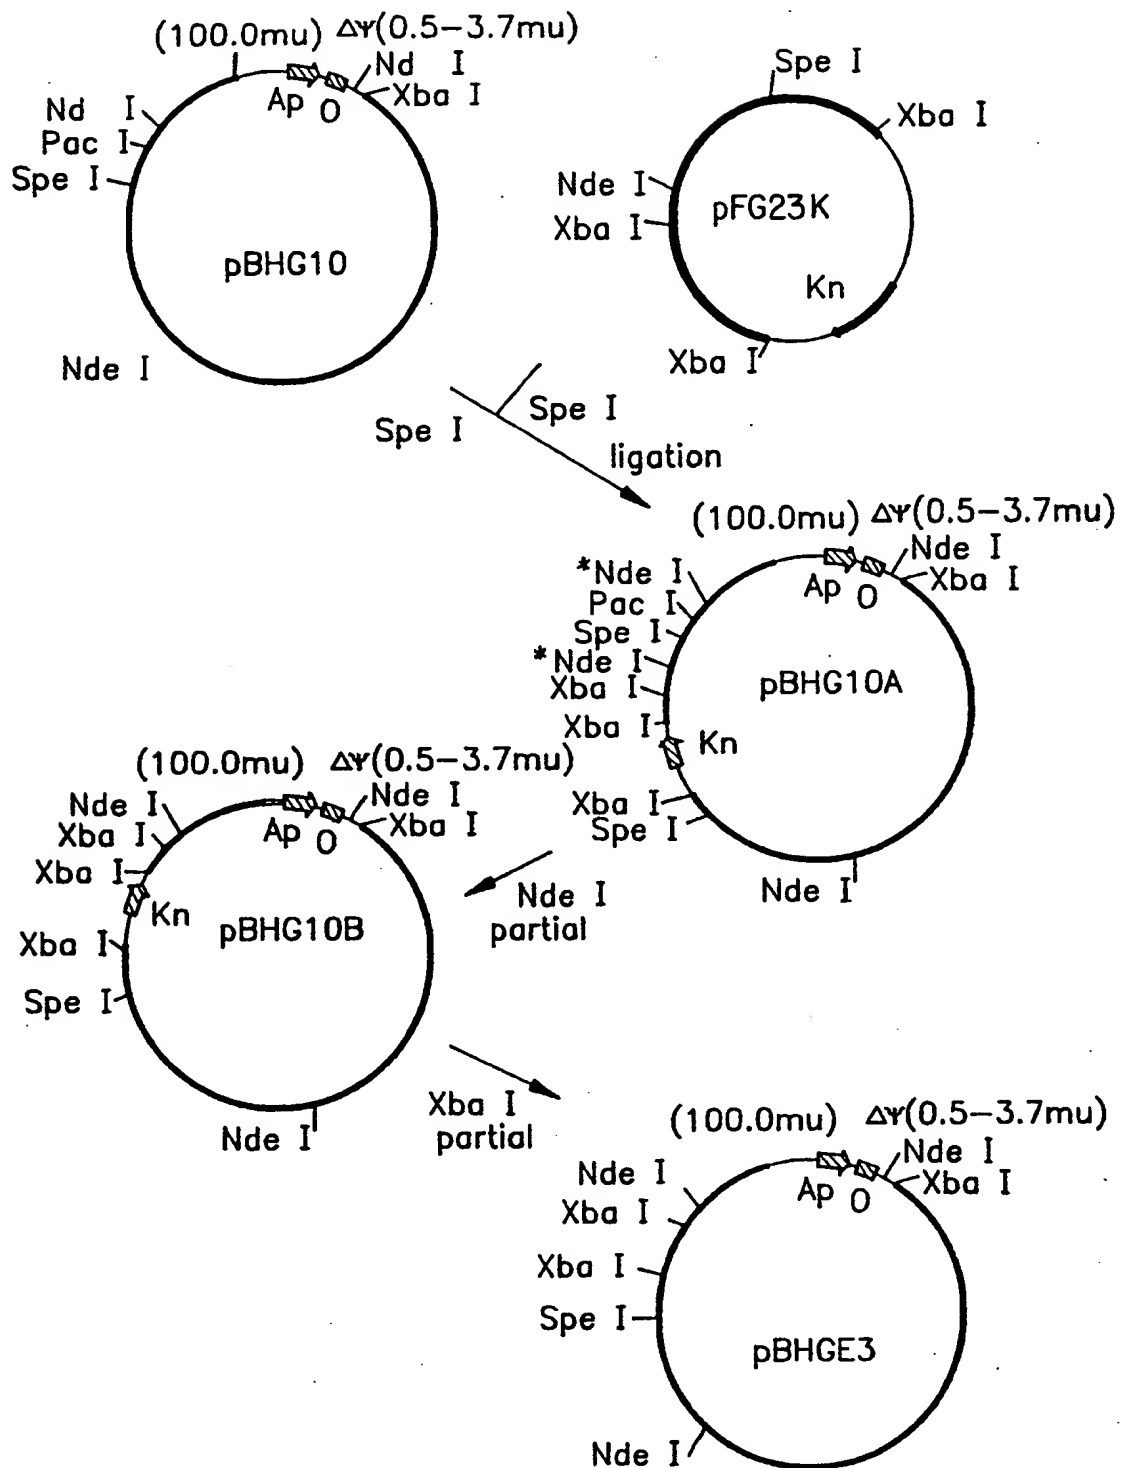 (100.0mu) ΔΨ(0.5-3.7mu)
Nd I
Xba I
Ap O
Nd I
Pac I
Spe I
pBHG10
Nde I
Spe I
Xba I
Nde I
Xba I
pFG23K
Kn
Xba I
Spe I
Spe I
ligation
(100.0mu) ΔΨ(0.5-3.7mu)
Nde I
Xba I
Ap O
*Nde I
Pac I
Spe I
*Nde I
Xba I
Xba I
Kn
pBHG10A
Xba I
Spe I
Nde I
Nde I
partial
(100.0mu) ΔΨ(0.5-3.7mu)
Nde I
Xba I
Ap O
Nde I
Xba I
Xba I
Kn
pBHG10B
Xba I
Spe I
Nde I
Xba I
partial
(100.0mu) ΔΨ(0.5-3.7mu)
Nde I
Xba I
Ap O
Nde I
Xba I
Xba I
Spe I
pBHGE3
Nde I